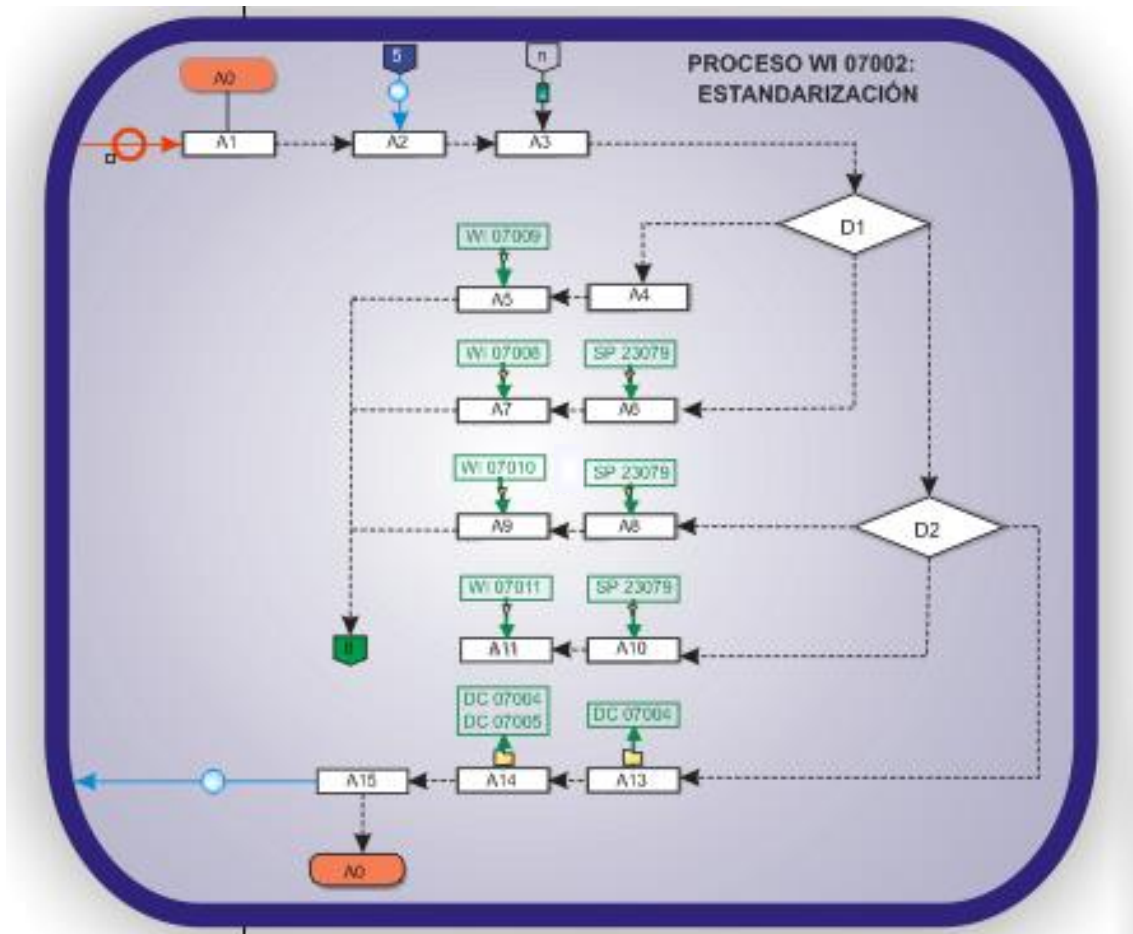 PROCESO WI 07002:
ESTANDARIZACIÓN
A0
5
n
A1
A2
A3
D1
WI 07009
A5
A4
WI 07008
SP 23079
A7
A6
WI 07010
SP 23079
A9
A8
D2
WI 07011
SP 23079
A11
A10
DC 07004
DC 07005
DC 07004
A15
A14
A13
A0